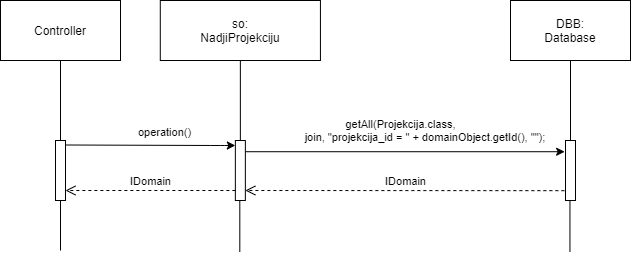 Controller
so:
NadjiProjekciju
DBB:
Database
operation()
getAll(Projekcija.class,
join, "projekcija_id = " + domainObject.getId(), "");
IDomain
IDomain